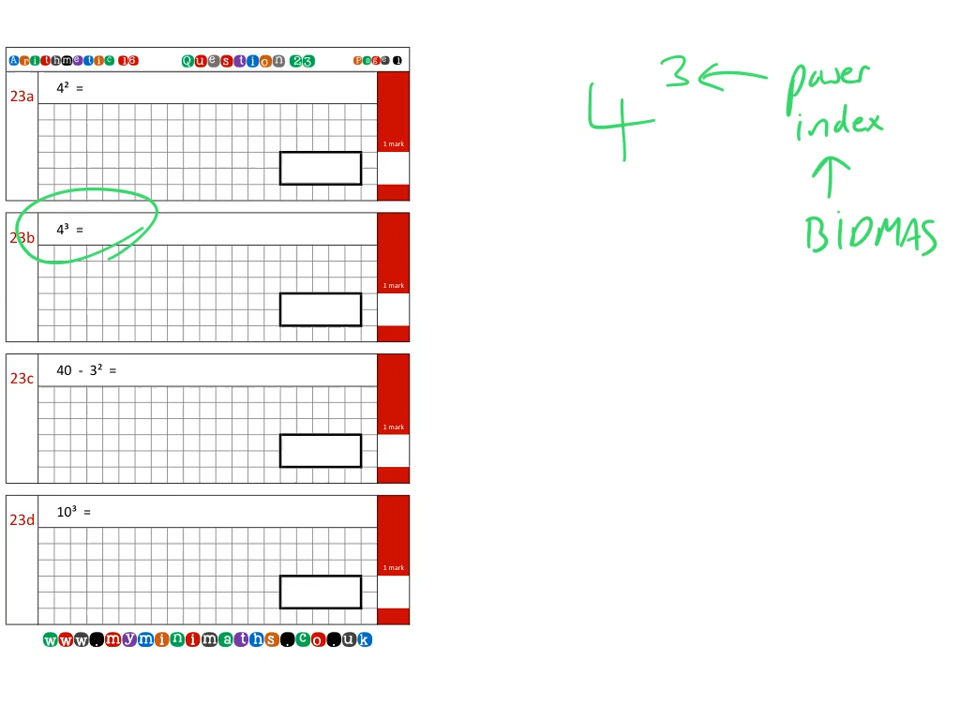 Arithmetic 16 Question 23 Page 1
23a 4² =
1 mark
23b 4³ =
1 mark
23c 40 - 3² =
1 mark
23d 10³ =
1 mark
www.myminimaths.co.uk
4³ ← power
index
↑
BIDMAS